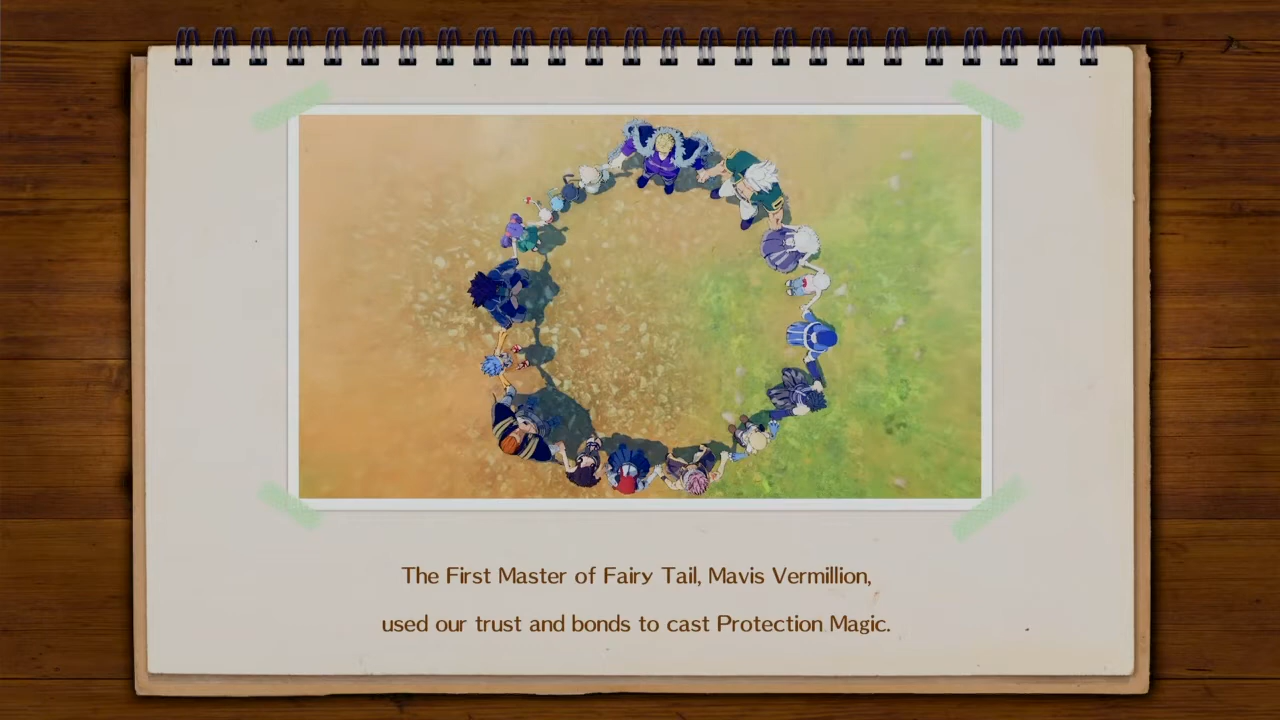 The First Master of Fairy Tail, Mavis Vermillion,
used our trust and bonds to cast Protection Magic.